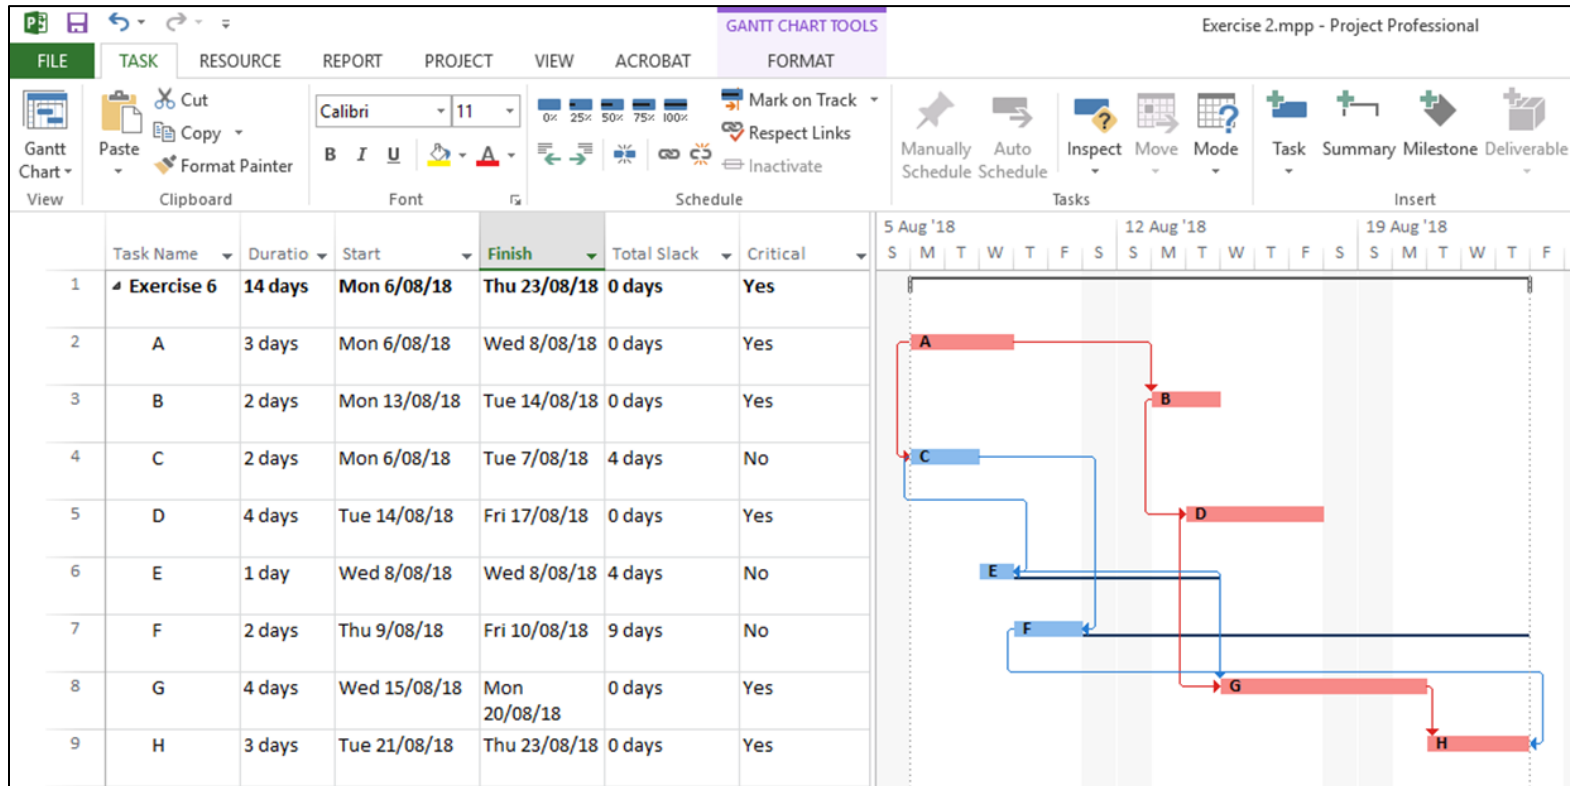 GANTT CHART TOOLS
Exercise 2.mpp - Project Professional
FILE TASK RESOURCE REPORT PROJECT VIEW ACROBAT FORMAT
Gantt Chart
View
Paste
Cut
Copy
Format Painter
Clipboard
Calibri 11
B I U A
Font
0% 25% 50% 75% 100%
Mark on Track
Respect Links
Inactivate
Schedule
Manually Schedule
Auto Schedule
Inspect
Move
Mode
Tasks
Task
Summary
Milestone
Deliverable
Insert
Task Name Duratio Start Finish Total Slack Critical
5 Aug '18 12 Aug '18 19 Aug '18
S M T W T F S S M T W T F S S M T W T F
1 Exercise 6 14 days Mon 6/08/18 Thu 23/08/18 0 days Yes
2 A 3 days Mon 6/08/18 Wed 8/08/18 0 days Yes
A
3 B 2 days Mon 13/08/18 Tue 14/08/18 0 days Yes
B
4 C 2 days Mon 6/08/18 Tue 7/08/18 4 days No
C
5 D 4 days Tue 14/08/18 Fri 17/08/18 0 days Yes
D
6 E 1 day Wed 8/08/18 Wed 8/08/18 4 days No
E
7 F 2 days Thu 9/08/18 Fri 10/08/18 9 days No
F
8 G 4 days Wed 15/08/18 Mon 20/08/18 0 days Yes
G
9 H 3 days Tue 21/08/18 Thu 23/08/18 0 days Yes
H